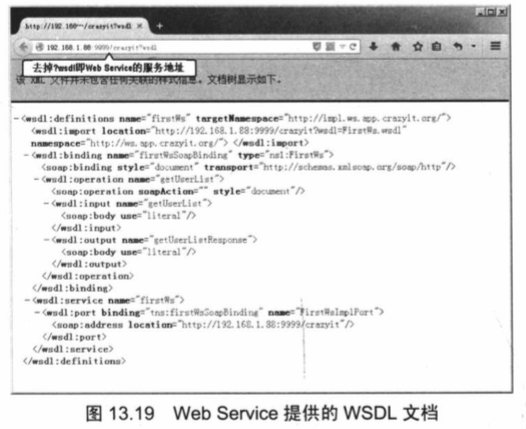 http://192.168···/crazyit?wsdl
192.168.1.88:9999/crazyit?wsdl
去掉?wsdl即Web Service的服务地址
该 XML 文件并未包含任何关联的样式信息。文档树显示如下。
-<wsdl:definitions name="firstWs" targetNamespace="http://impl.ws.app.crazyit.org/">
<wsdl:import location="http://192.168.1.88:9999/crazyit?wsdl=FirstWs.wsdl"
namespace="http://ws.app.crazyit.org/"> </wsdl:import>
-<wsdl:binding name="firstWsSoapBinding" type="ns1:FirstWs">
<soap:binding style="document" transport="http://schemas.xmlsoap.org/soap/http"/>
-<wsdl:operation name="getUserList">
<soap:operation soapAction="" style="document"/>
-<wsdl:input name="getUserList">
<soap:body use="literal"/>
</wsdl:input>
-<wsdl:output name="getUserListResponse">
<soap:body use="literal"/>
</wsdl:output>
</wsdl:operation>
</wsdl:binding>
-<wsdl:service name="firstWs">
-<wsdl:port binding="tns:firstWsSoapBinding" name="FirstWsImplPort">
<soap:address location="http://192.168.1.88:9999/crazyit"/>
</wsdl:port>
</wsdl:service>
</wsdl:definitions>
图 13.19 Web Service 提供的 WSDL 文档